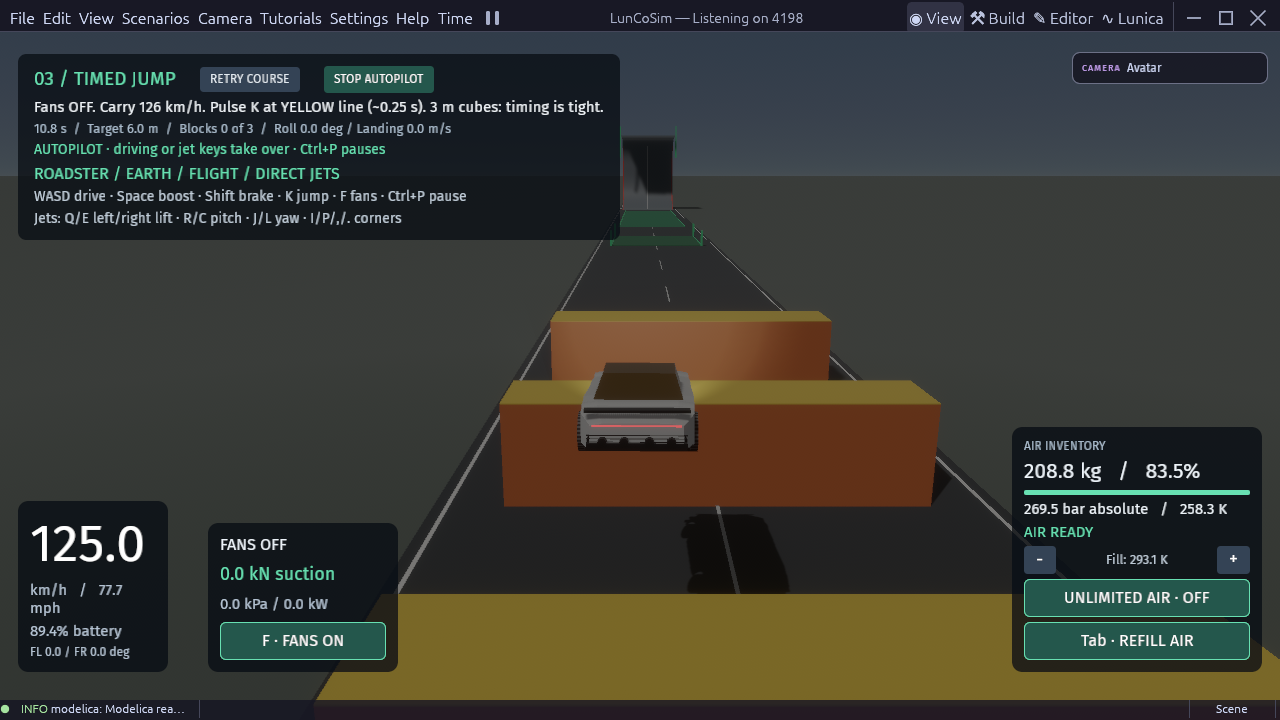 File Edit View Scenarios Camera Tutorials Settings Help Time
LunCoSim — Listening on 4198
View Build Editor Lunica
03 / TIMED JUMP RETRY COURSE STOP AUTOPILOT
Fans OFF. Carry 126 km/h. Pulse K at YELLOW line (~0.25 s). 3 m cubes: timing is tight.
10.8 s / Target 6.0 m / Blocks 0 of 3 / Roll 0.0 deg / Landing 0.0 m/s
AUTOPILOT · driving or jet keys take over · Ctrl+P pauses
ROADSTER / EARTH / FLIGHT / DIRECT JETS
WASD drive · Space boost · Shift brake · K jump · F fans · Ctrl+P pause
Jets: Q/E left/right lift · R/C pitch · J/L yaw · I/P/,/. corners
CAMERA Avatar
125.0
km/h / 77.7
mph
89.4% battery
FL 0.0 / FR 0.0 deg
FANS OFF
0.0 kN suction
0.0 kPa / 0.0 kW
F · FANS ON
AIR INVENTORY
208.8 kg / 83.5%
269.5 bar absolute / 258.3 K
AIR READY
- Fill: 293.1 K +
UNLIMITED AIR · OFF
Tab · REFILL AIR
INFO modelica: Modelica rea...
Scene